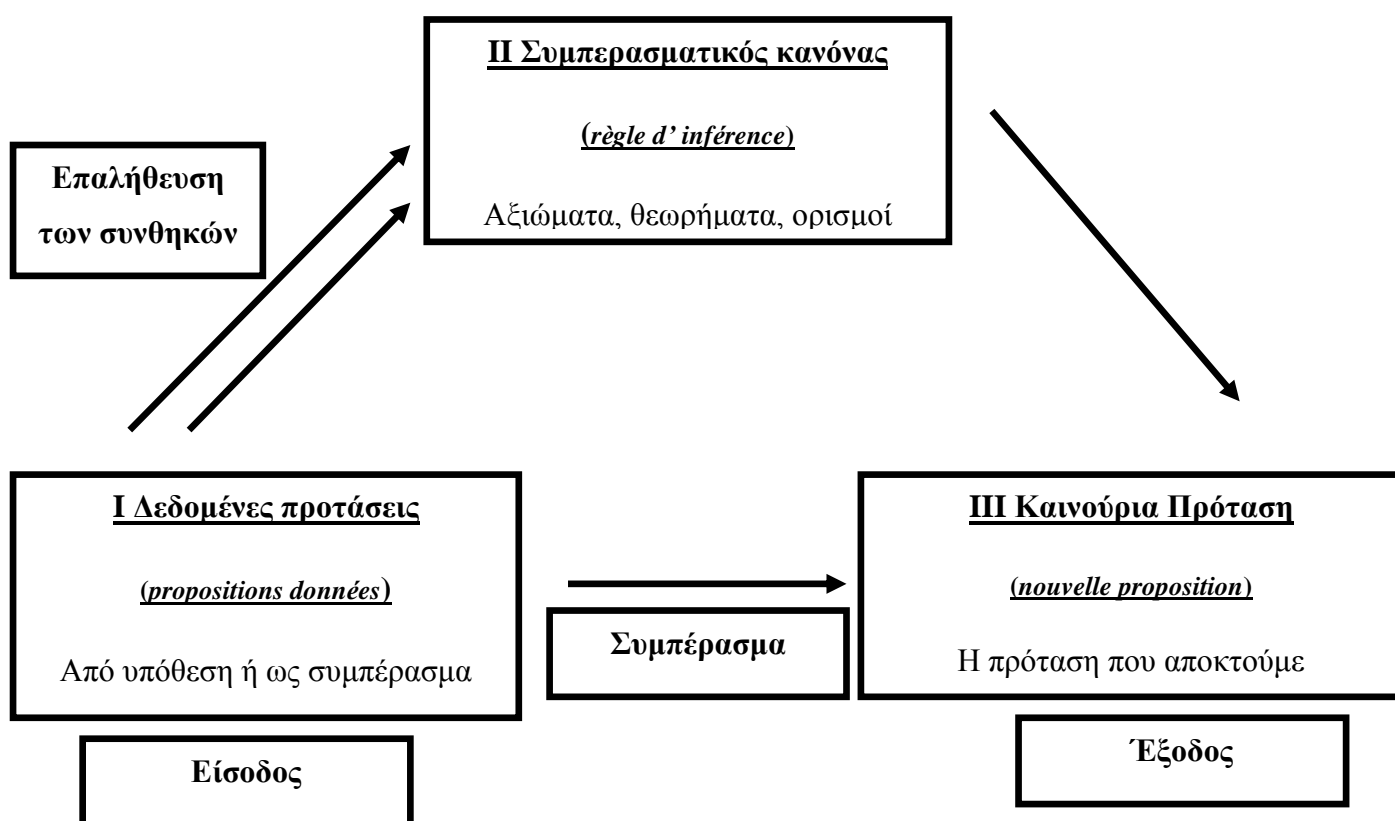 II Συμπερασματικός κανόνας
(règle d’ inférence)
Αξιώματα, θεωρήματα, ορισμοί
Επαλήθευση
των συνθηκών
I Δεδομένες προτάσεις
(propositions données)
Από υπόθεση ή ως συμπέρασμα
Συμπέρασμα
III Καινούρια Πρόταση
(nouvelle proposition)
Η πρόταση που αποκτούμε
Είσοδος
Έξοδος